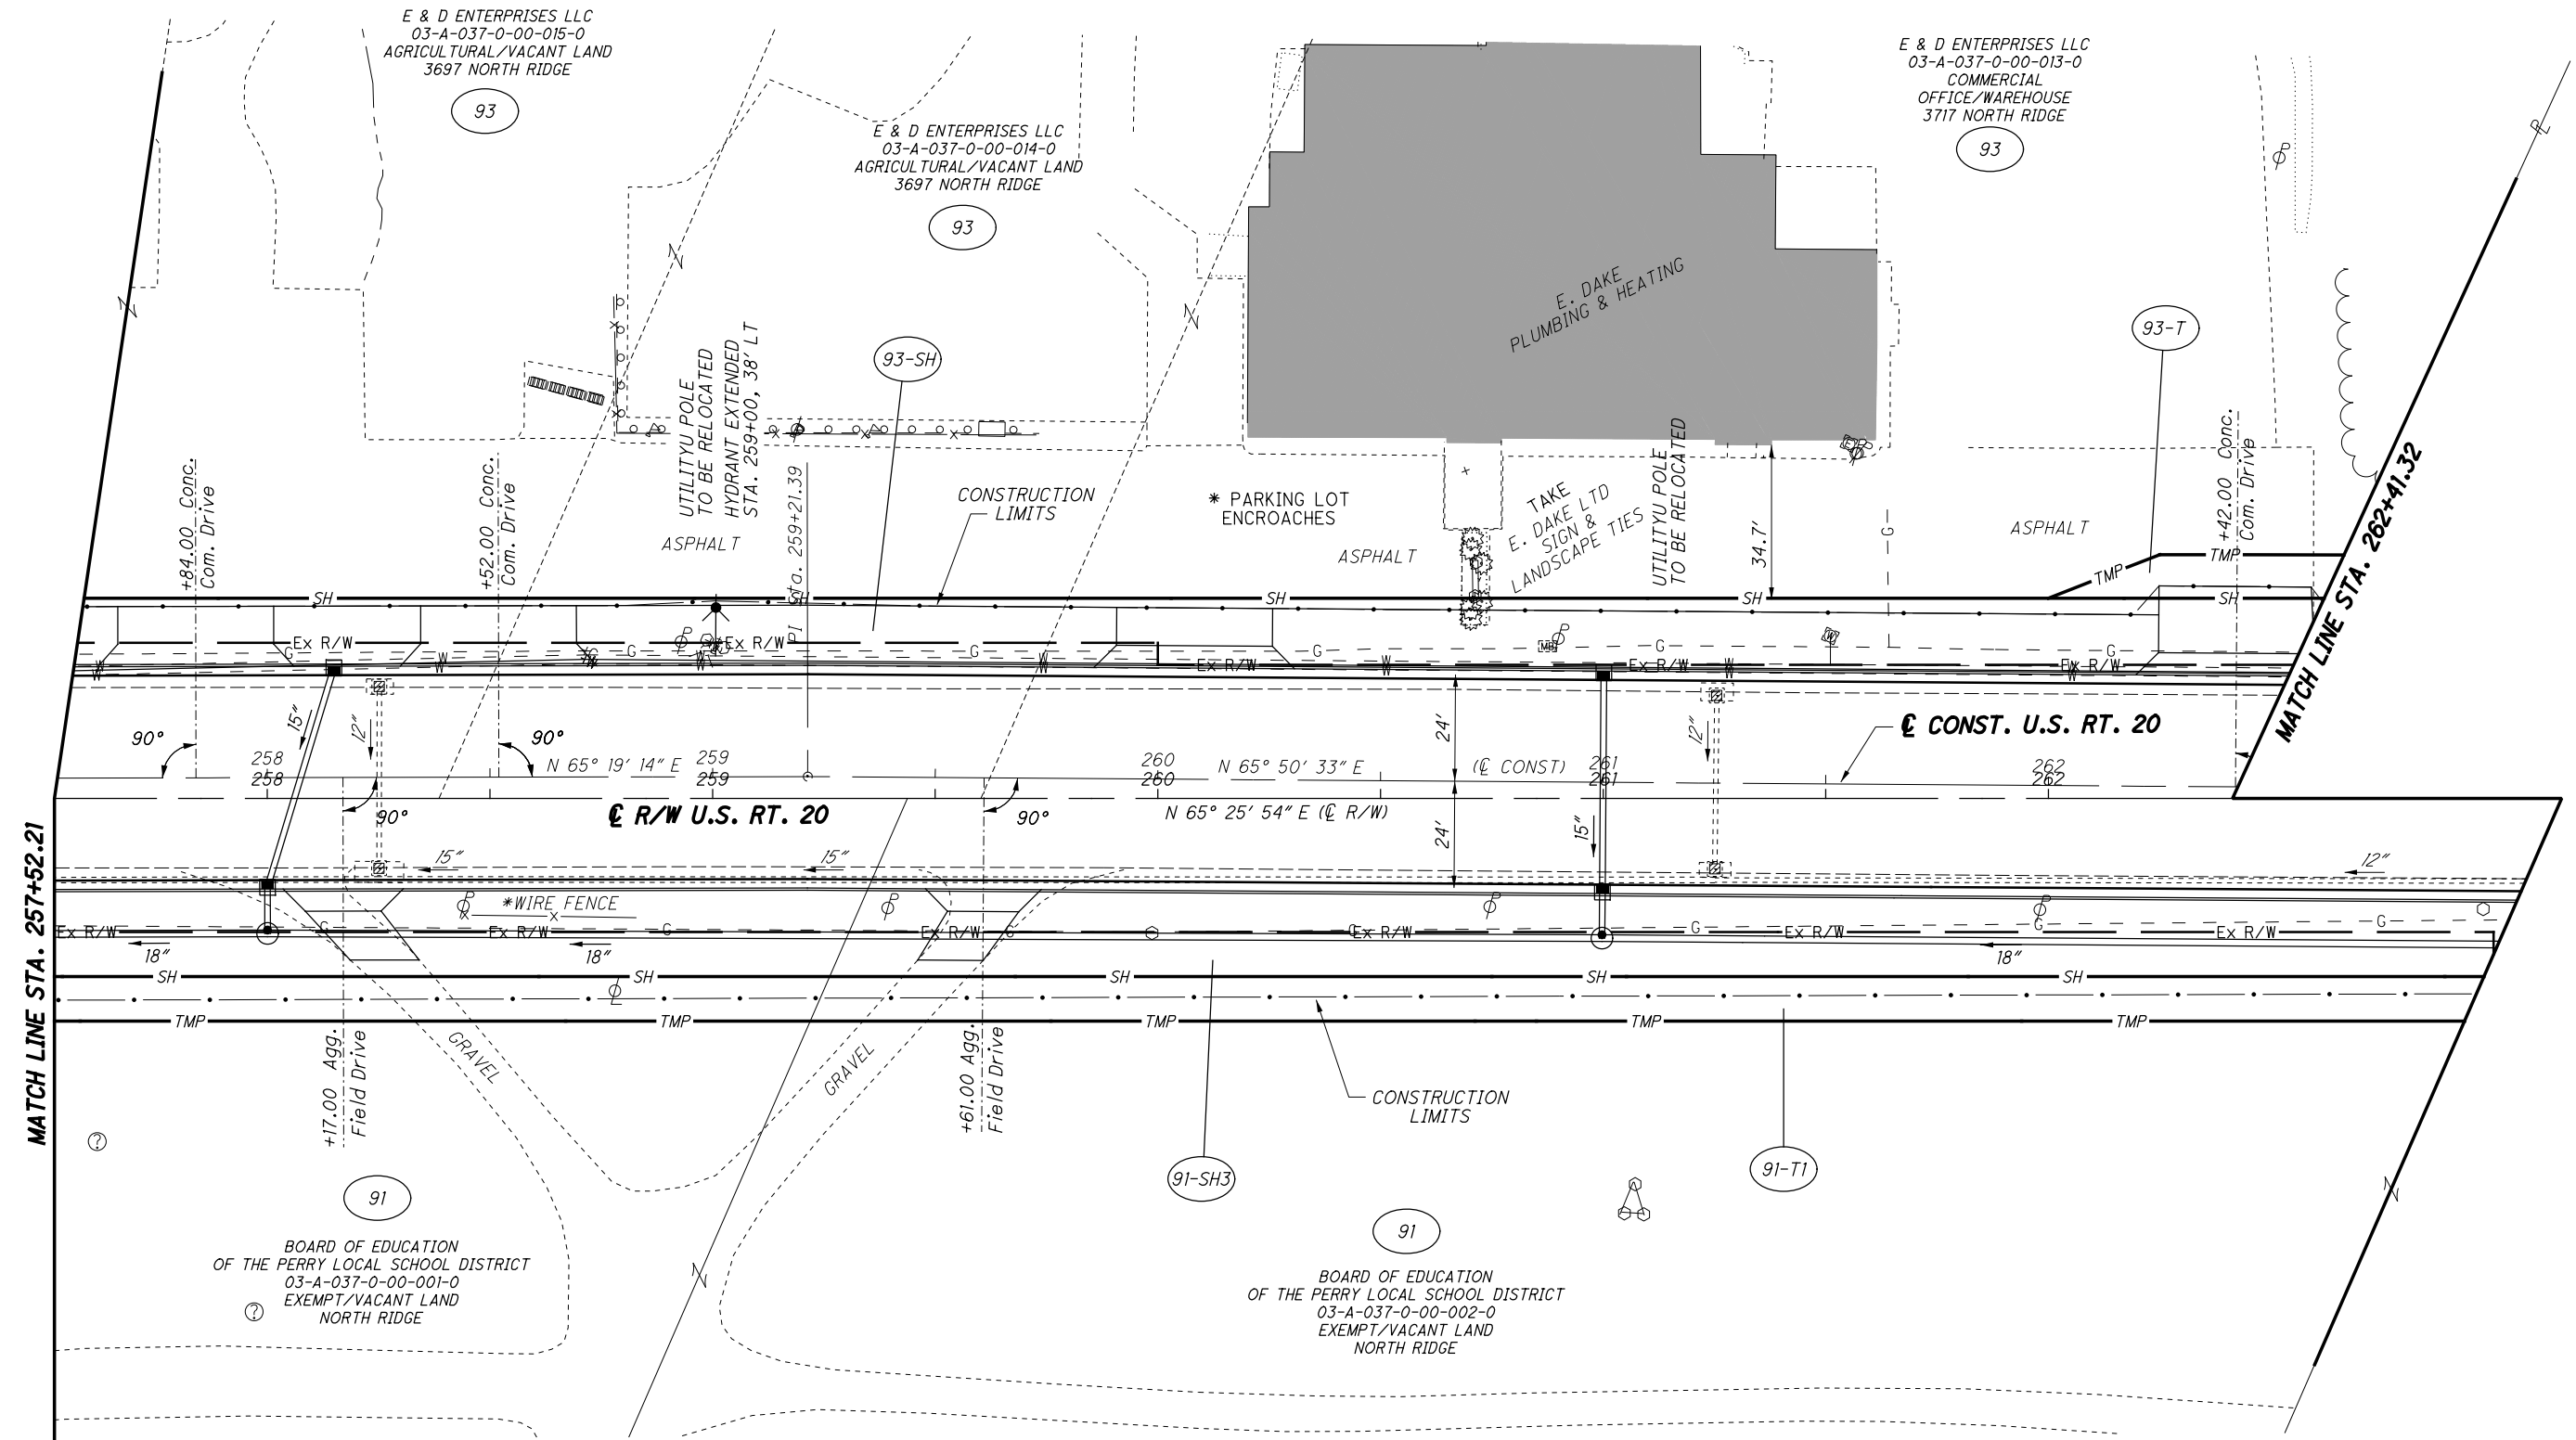 E & D ENTERPRISES LLC
03-A-037-0-00-015-0
AGRICULTURAL/VACANT LAND
3697 NORTH RIDGE
93
E & D ENTERPRISES LLC
03-A-037-0-00-014-0
AGRICULTURAL/VACANT LAND
3697 NORTH RIDGE
93
E & D ENTERPRISES LLC
03-A-037-0-00-013-0
COMMERCIAL
OFFICE/WAREHOUSE
3717 NORTH RIDGE
93
E. DAKE
PLUMBING & HEATING
93-SH
93-T
UTILITYU POLE
TO BE RELOCATED
HYDRANT EXTENDED
STA. 259+00, 38' LT
PI Sta. 259+21.39
+84.00 Conc.
Com. Drive
+52.00 Conc.
Com. Drive
ASPHALT
CONSTRUCTION
LIMITS
* PARKING LOT
ENCROACHES
ASPHALT
TAKE
E. DAKE LTD
SIGN &
LANDSCAPE TIES
UTILITYU POLE
TO BE RELOCATED
34.7'
G
ASPHALT
+42.00 Conc.
Com. Drive
MATCH LINE STA. 262+41.32
TMP
TMP
SH
SH
SH
SH
SH
Ex R/W
Ex R/W
Ex R/W
Ex R/W
Ex R/W
G
G
G
G
G
G
G
W
W
W
W
W
W
W
W
MB
15"
12"
24'
12"
℄ CONST. U.S. RT. 20
90°
90°
258
258
N 65° 19' 14" E
259
259
260
260
N 65° 50' 33" E
(℄ CONST)
261
261
262
262
90°
℄ R/W U.S. RT. 20
90°
N 65° 25' 54" E (℄ R/W)
24'
15"
MATCH LINE STA. 257+52.21
15"
15"
12"
*WIRE FENCE
Ex R/W
Ex R/W
Ex R/W
Ex R/W
Ex R/W
Ex R/W
G
G
G
G
G
G
G
18"
18"
18"
SH
SH
SH
SH
SH
TMP
TMP
TMP
TMP
TMP
+17.00 Agg.
Field Drive
GRAVEL
GRAVEL
+61.00 Agg.
Field Drive
CONSTRUCTION
LIMITS
91-SH3
91-T1
?
91
BOARD OF EDUCATION
OF THE PERRY LOCAL SCHOOL DISTRICT
03-A-037-0-00-001-0
EXEMPT/VACANT LAND
NORTH RIDGE
?
91
BOARD OF EDUCATION
OF THE PERRY LOCAL SCHOOL DISTRICT
03-A-037-0-00-002-0
EXEMPT/VACANT LAND
NORTH RIDGE